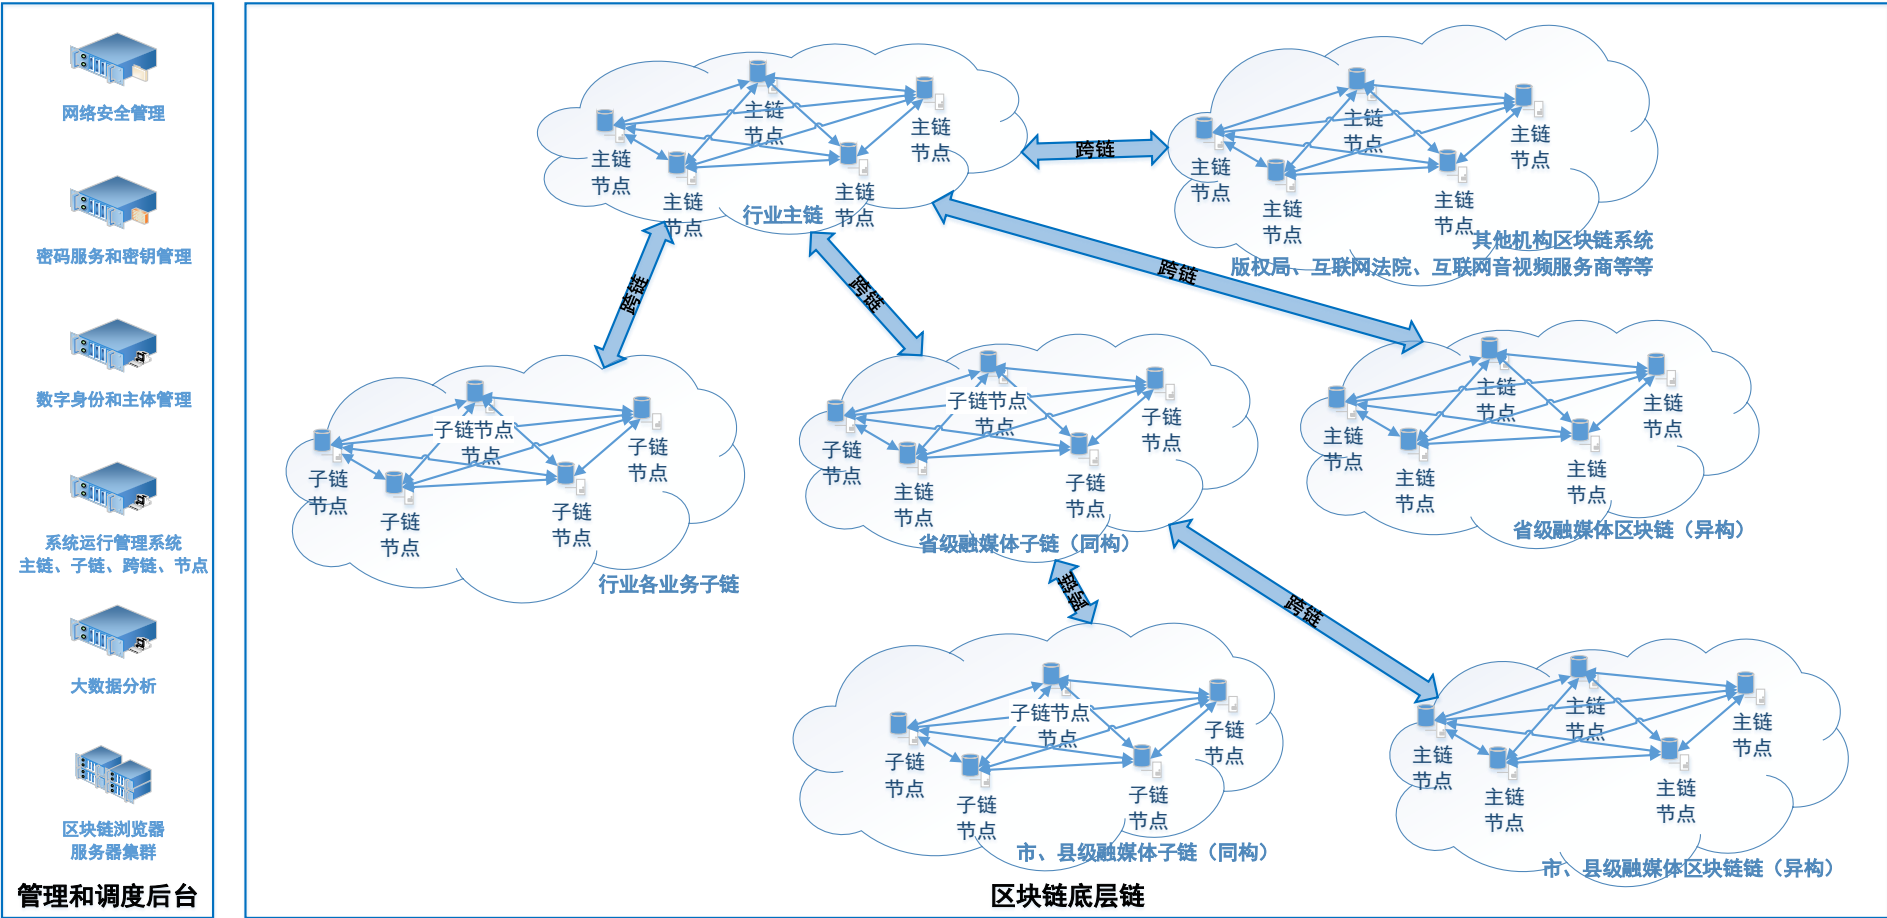 网络安全管理
密码服务和密钥管理
数字身份和主体管理
系统运行管理系统
主链、子链、跨链、节点
大数据分析
区块链浏览器
服务器集群
管理和调度后台
主链
节点
主链
节点
主链
节点
主链
节点
主链
节点
行业主链
跨链
主链
节点
主链
节点
主链
节点
主链
节点
主链
节点
其他机构区块链系统
版权局、互联网法院、互联网音视频服务商等等
跨链
跨链
跨链
子链节点
节点
子链
节点
子链
节点
子链
节点
子链
节点
行业各业务子链
子链节点
节点
子链
节点
子链
节点
主链
节点
子链
节点
省级融媒体子链（同构）
主链
节点
主链
节点
主链
节点
主链
节点
主链
节点
省级融媒体区块链（异构）
跨链
跨链
子链节点
节点
子链
节点
子链
节点
子链
节点
子链
节点
市、县级融媒体子链（同构）
主链
节点
主链
节点
主链
节点
主链
节点
主链
节点
市、县级融媒体区块链链（异构）
区块链底层链